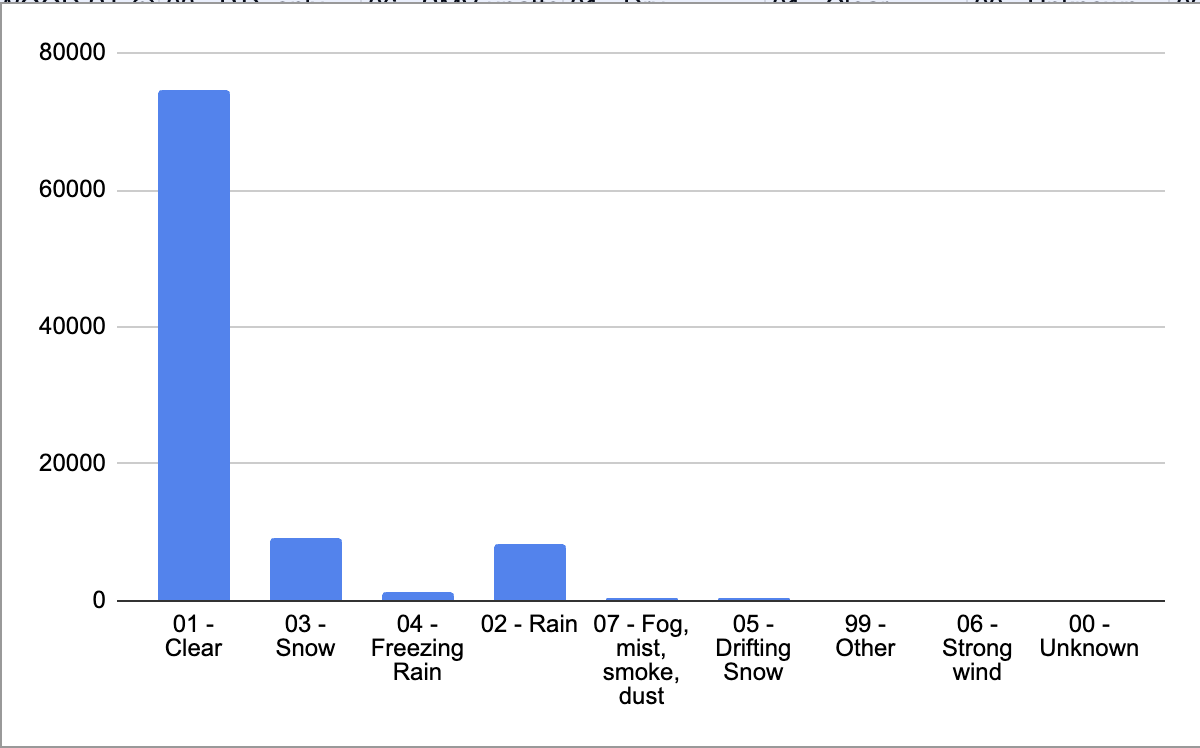 80000
60000
40000
20000
0
01 -
Clear
03 -
Snow
04 -
Freezing
Rain
02 - Rain
07 - Fog,
mist,
smoke,
dust
05 -
Drifting
Snow
99 -
Other
06 -
Strong
wind
00 -
Unknown